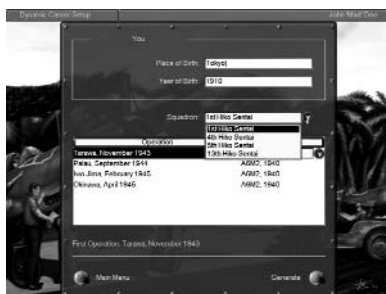 Dynamic Career Setup
John West Doe
You
Place of Birth: Tokyo
Year of Birth: 1910
Squadron: 1st Hiko Sentai
1st Hiko Sentai
4th Hiko Sentai
5th Hiko Sentai
13th Hiko Sentai
Operation
Tarawa, November 1943
Palau, September 1944 A6M2, 1940
Iwo Jima, February 1945 A6M2, 1940
Okinawa, April 1945 A6M2, 1940
First Operation: Tarawa, November 1943
Main Menu
Generate